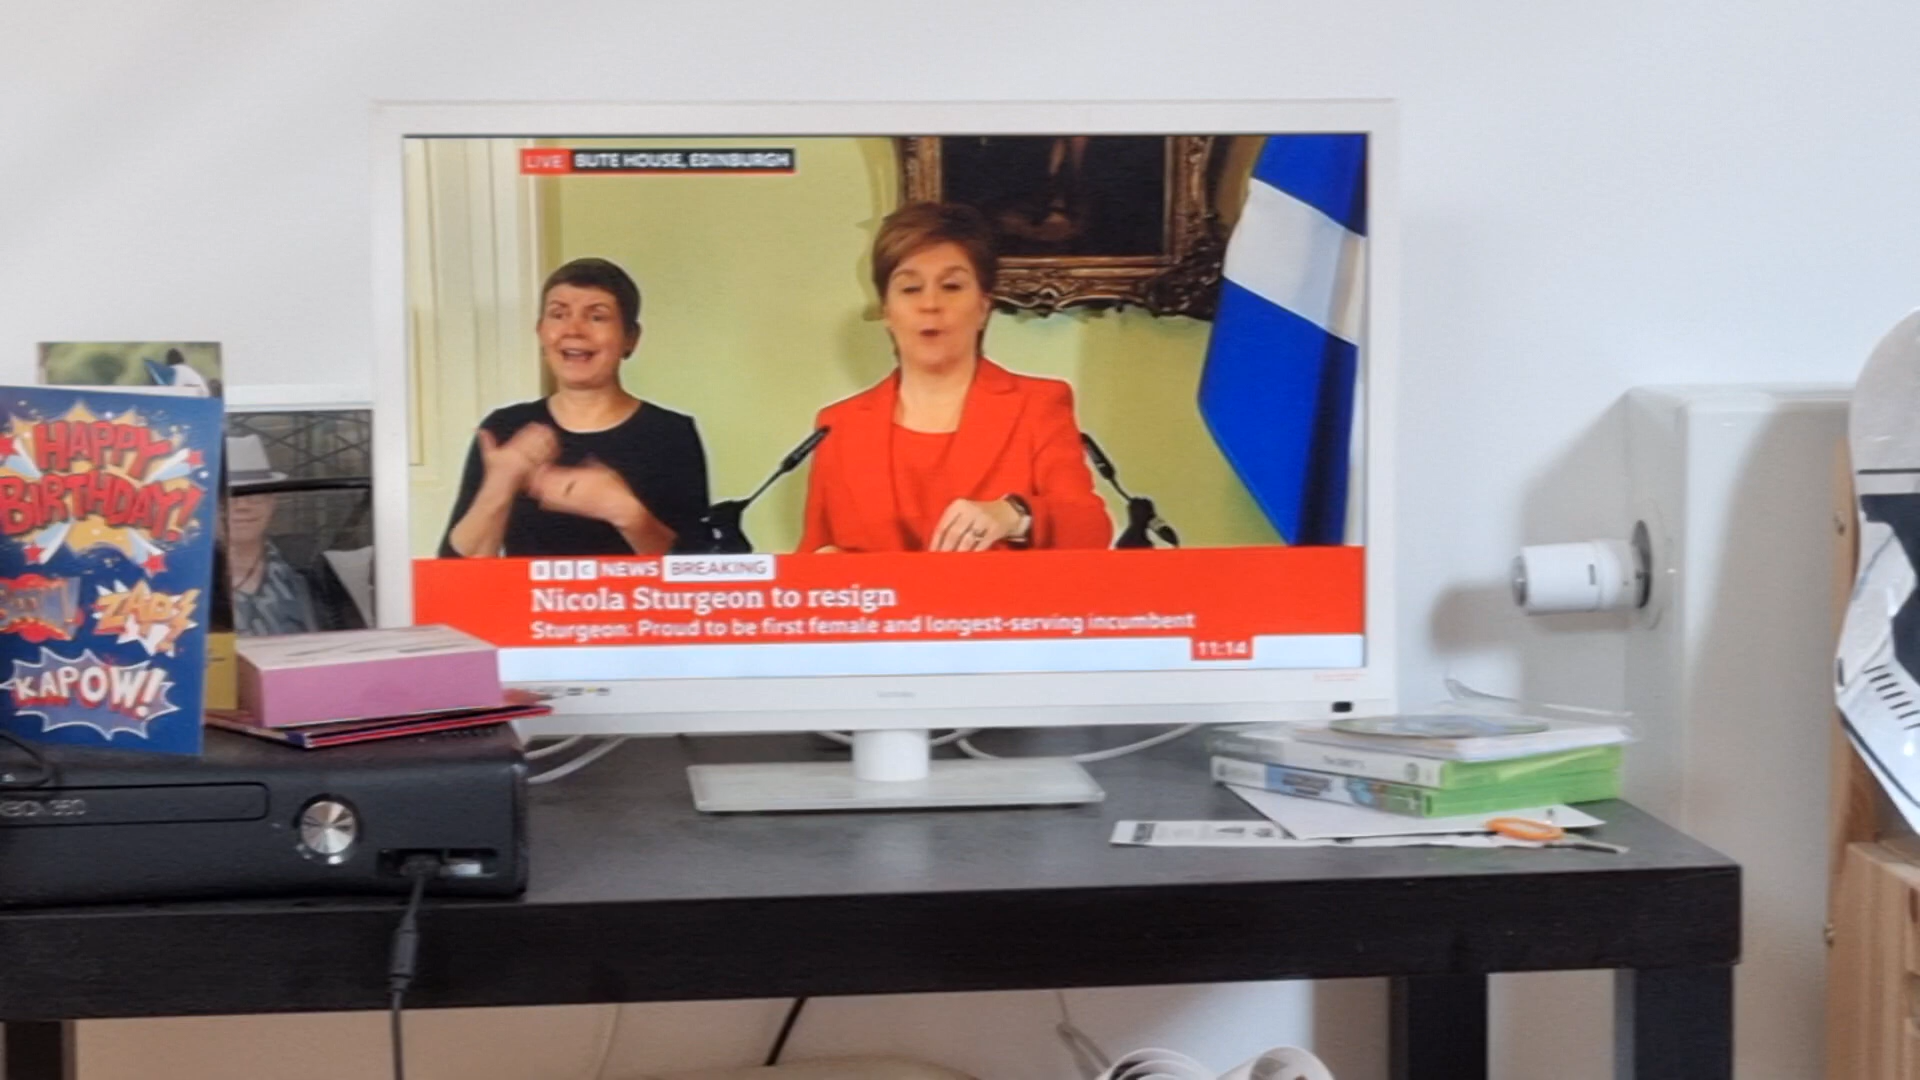 LIVE BUTE HOUSE, EDINBURGH
BBC NEWS BREAKING
Nicola Sturgeon to resign
Sturgeon: Proud to be first female and longest-serving incumbent
11:14
HAPPY
BIRTHDAY!
ZAP!
KAPOW!
XBOX 360